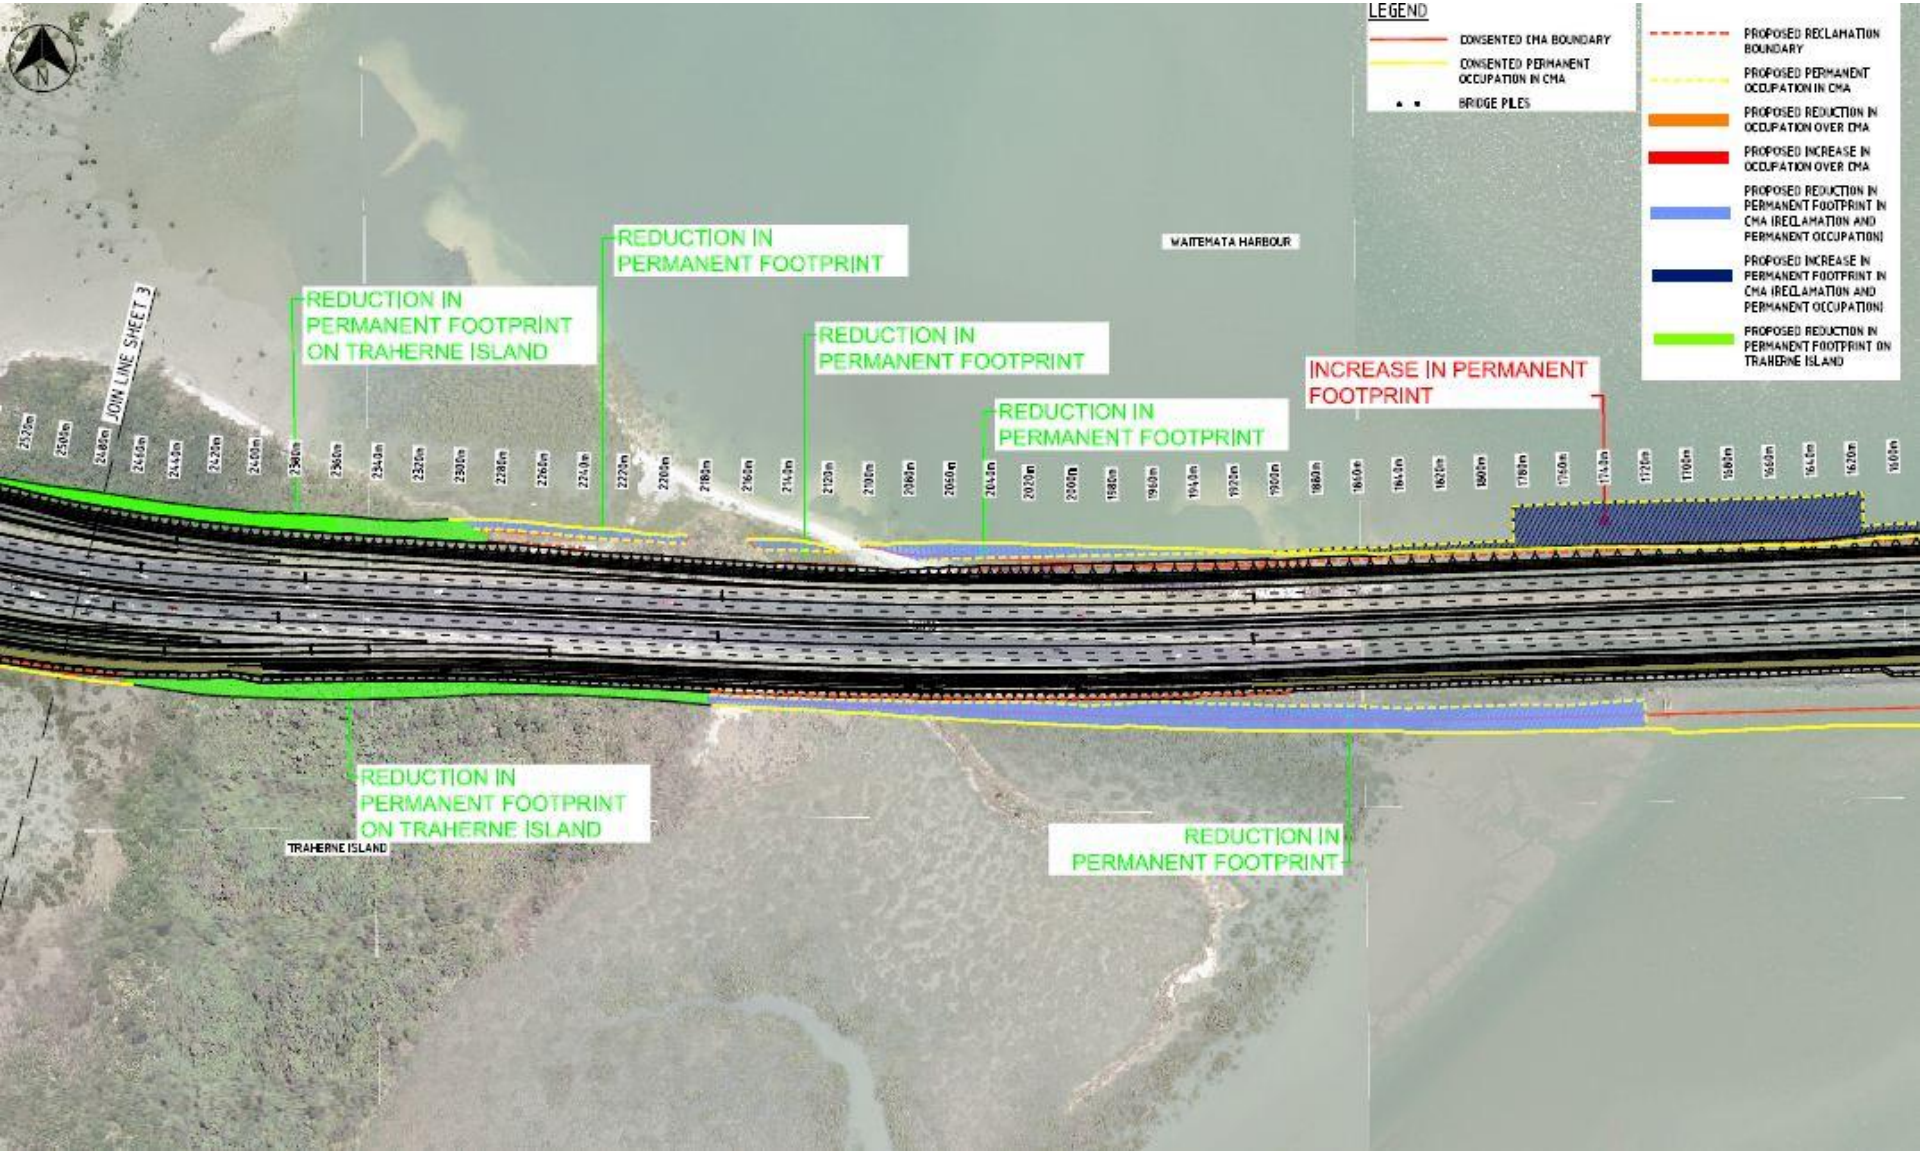 N
LEGEND
CONSENTED CMA BOUNDARY
CONSENTED PERMANENT
OCCUPATION IN CMA
BRIDGE PILES
PROPOSED RECLAMATION
BOUNDARY
PROPOSED PERMANENT
OCCUPATION IN CMA
PROPOSED REDUCTION IN
OCCUPATION OVER CMA
PROPOSED INCREASE IN
OCCUPATION OVER CMA
PROPOSED REDUCTION IN
PERMANENT FOOTPRINT IN
CMA (RECLAMATION AND
PERMANENT OCCUPATION)
PROPOSED INCREASE IN
PERMANENT FOOTPRINT IN
CMA (RECLAMATION AND
PERMANENT OCCUPATION)
PROPOSED REDUCTION IN
PERMANENT FOOTPRINT ON
TRAHERNE ISLAND
WAITEMATA HARBOUR
REDUCTION IN
PERMANENT FOOTPRINT
REDUCTION IN
PERMANENT FOOTPRINT
ON TRAHERNE ISLAND
REDUCTION IN
PERMANENT FOOTPRINT
INCREASE IN PERMANENT
FOOTPRINT
REDUCTION IN
PERMANENT FOOTPRINT
JOIN LINE SHEET 3
2520m
2500m
2480m
2460m
2440m
2420m
2400m
2380m
2360m
2340m
2320m
2300m
2280m
2260m
2240m
2220m
2200m
2180m
2160m
2140m
2120m
2100m
2080m
2060m
2040m
2020m
2000m
1980m
1960m
1940m
1920m
1900m
1880m
1860m
1840m
1820m
1800m
1780m
1760m
1740m
1720m
1700m
1680m
1660m
1640m
1620m
1600m
REDUCTION IN
PERMANENT FOOTPRINT
ON TRAHERNE ISLAND
TRAHERNE ISLAND
REDUCTION IN
PERMANENT FOOTPRINT